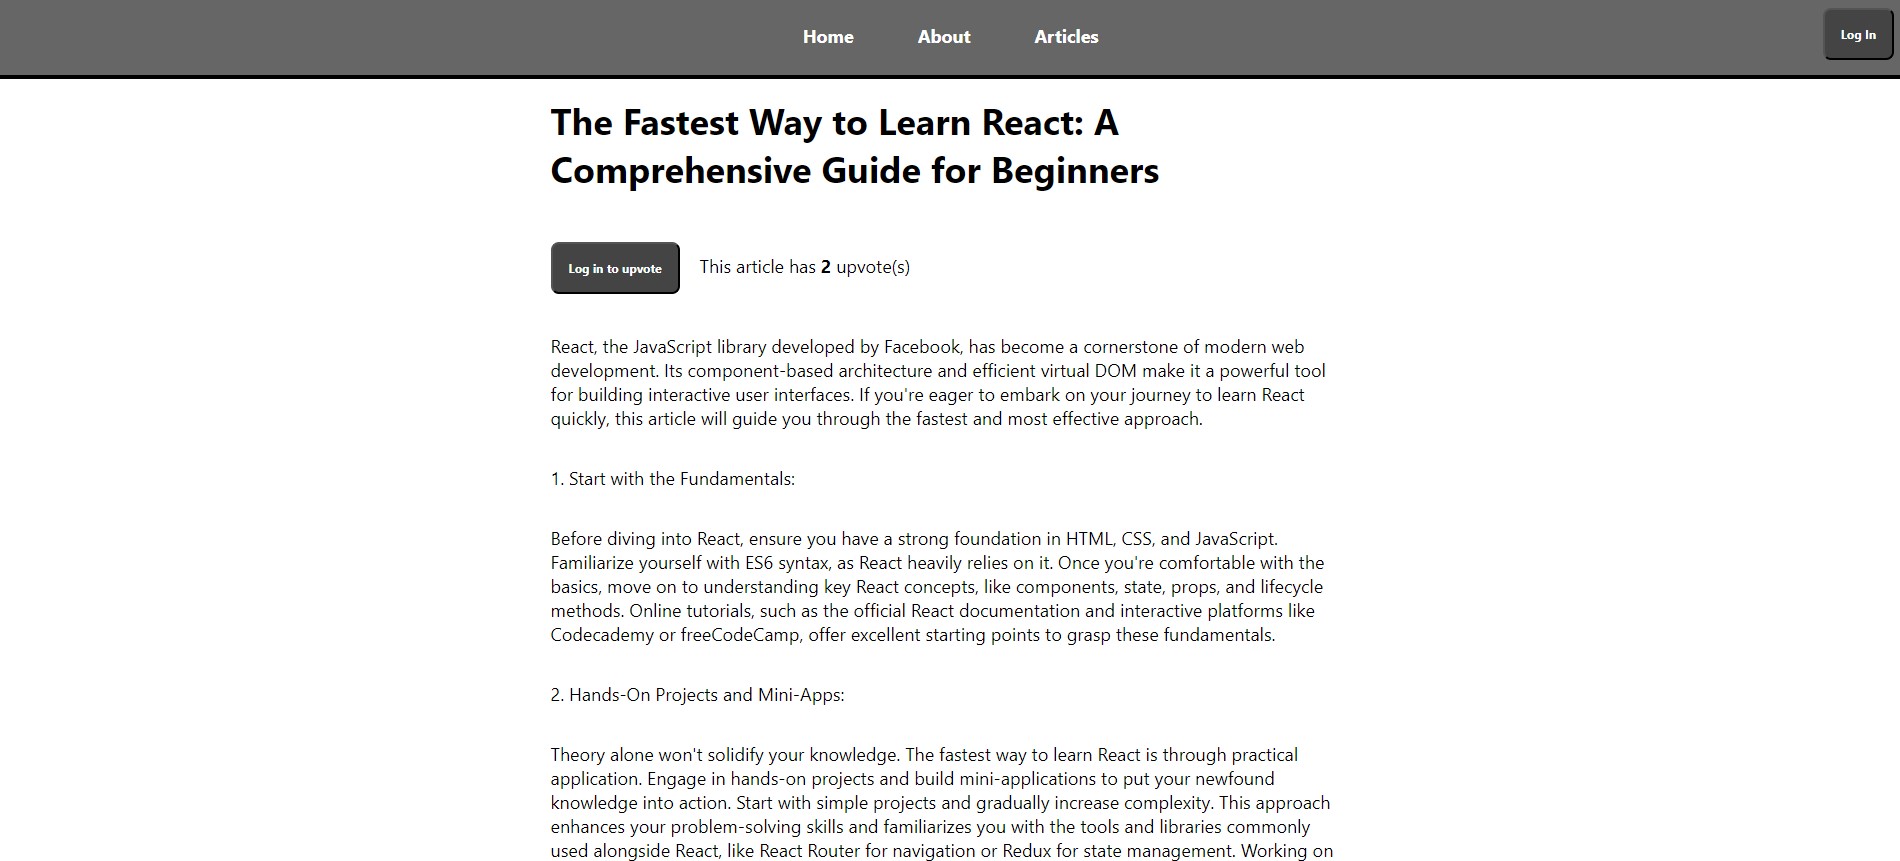 Home About Articles Log In
The Fastest Way to Learn React: A
Comprehensive Guide for Beginners
Log in to upvote This article has 2 upvote(s)
React, the JavaScript library developed by Facebook, has become a cornerstone of modern web
development. Its component-based architecture and efficient virtual DOM make it a powerful tool
for building interactive user interfaces. If you're eager to embark on your journey to learn React
quickly, this article will guide you through the fastest and most effective approach.
1. Start with the Fundamentals:
Before diving into React, ensure you have a strong foundation in HTML, CSS, and JavaScript.
Familiarize yourself with ES6 syntax, as React heavily relies on it. Once you're comfortable with the
basics, move on to understanding key React concepts, like components, state, props, and lifecycle
methods. Online tutorials, such as the official React documentation and interactive platforms like
Codecademy or freeCodeCamp, offer excellent starting points to grasp these fundamentals.
2. Hands-On Projects and Mini-Apps:
Theory alone won't solidify your knowledge. The fastest way to learn React is through practical
application. Engage in hands-on projects and build mini-applications to put your newfound
knowledge into action. Start with simple projects and gradually increase complexity. This approach
enhances your problem-solving skills and familiarizes you with the tools and libraries commonly
used alongside React, like React Router for navigation or Redux for state management. Working on